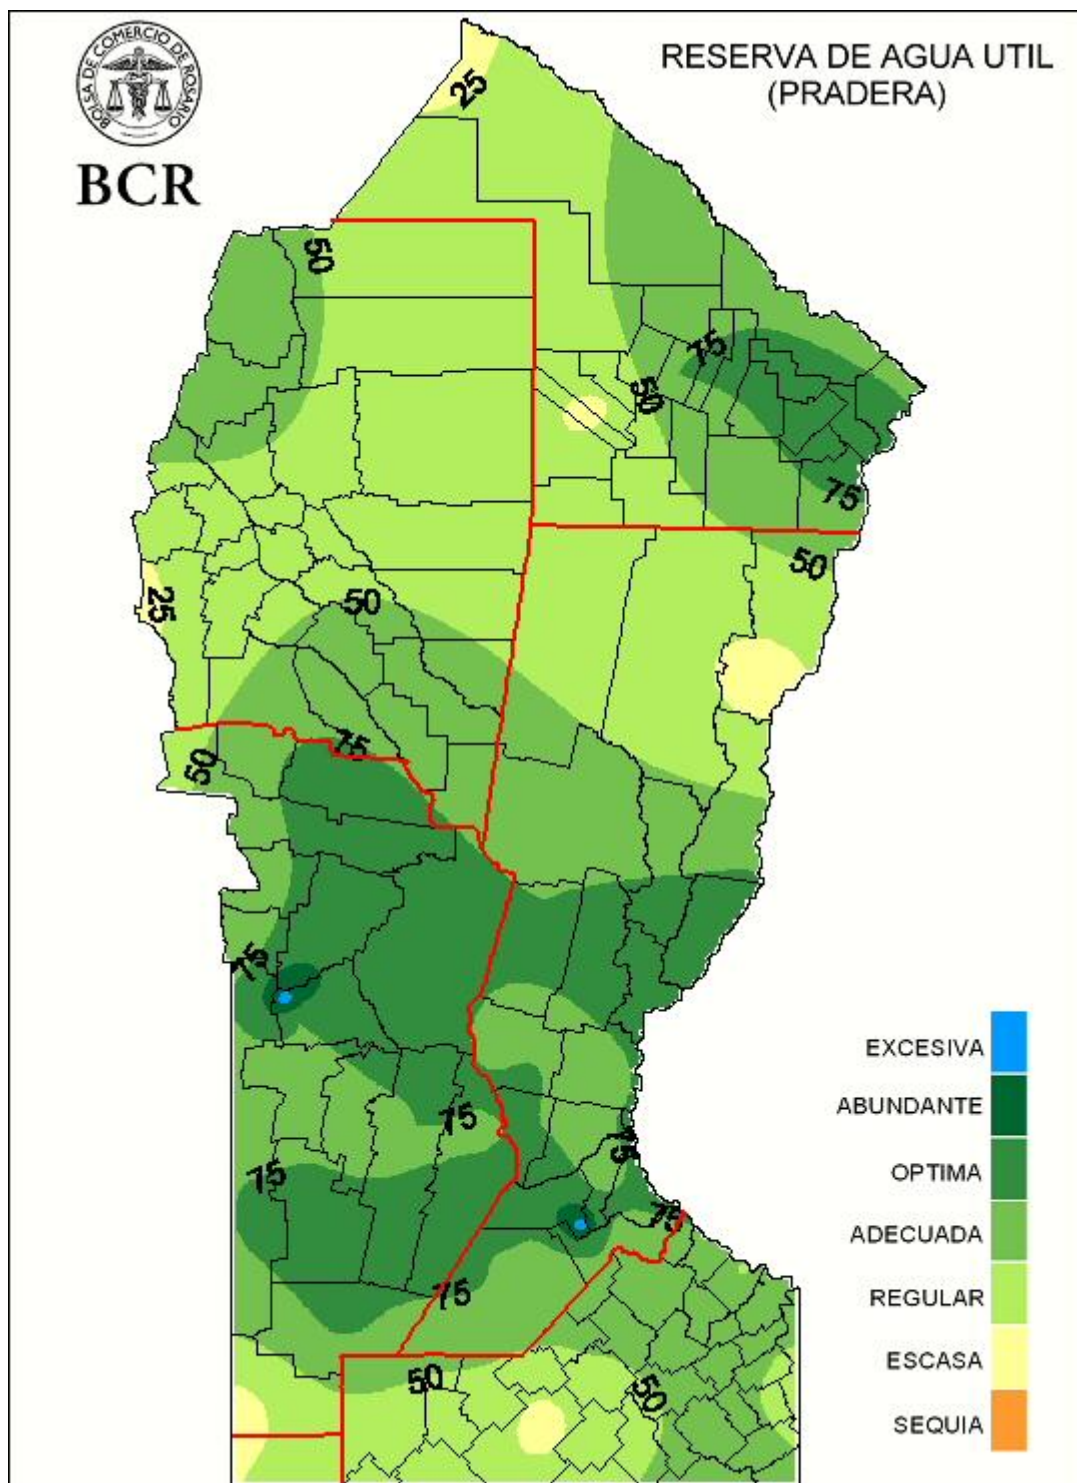 BOLSA DE COMERCIO DE ROSARIO
BCR
RESERVA DE AGUA UTIL
(PRADERA)
25
50
75
50
75
50
25
50
75
50
75
75
75
75
75
75
50
50
EXCESIVA
ABUNDANTE
OPTIMA
ADECUADA
REGULAR
ESCASA
SEQUIA